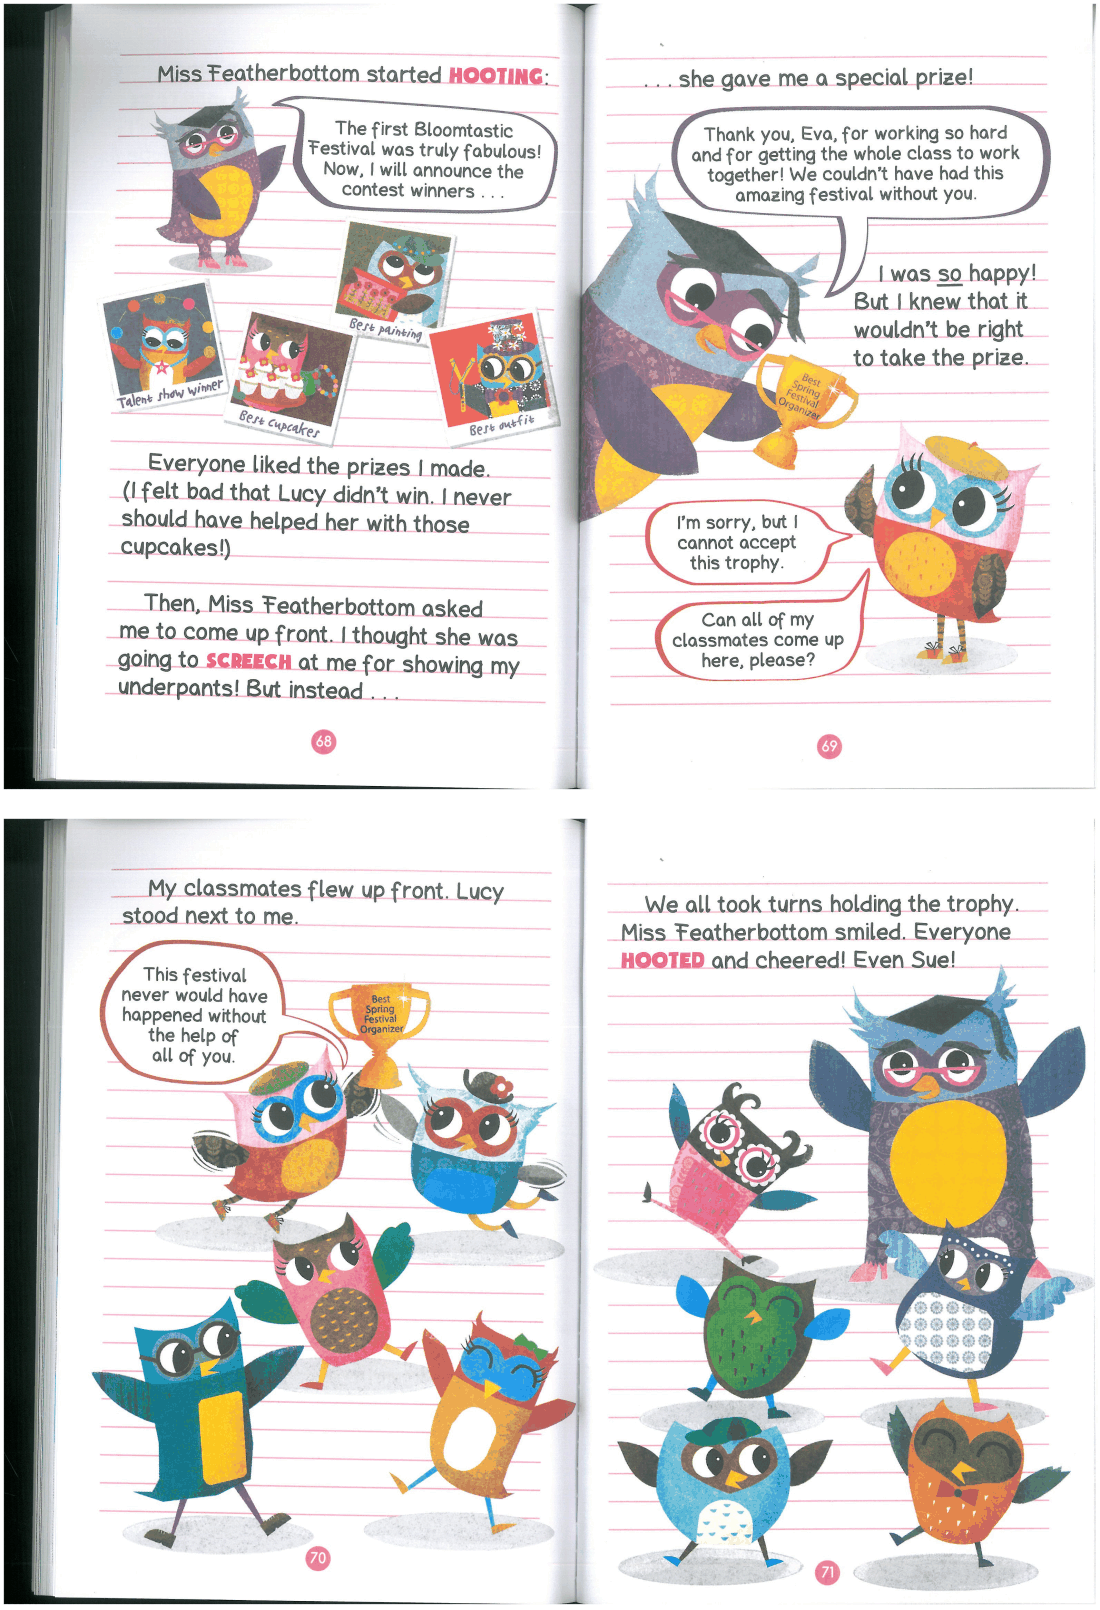 Miss Featherbottom started HOOTING:
The first Bloomtastic
Festival was truly fabulous!
Now, I will announce the
contest winners . . .
Best painting
Talent show winner
Best cupcakes
Best outfit
Everyone liked the prizes I made.
(I felt bad that Lucy didn't win. I never
should have helped her with those
cupcakes!)
Then, Miss Featherbottom asked
me to come up front. I thought she was
going to SCREECH at me for showing my
underpants! But instead . . .
68
. . . she gave me a special prize!
Thank you, Eva, for working so hard
and for getting the whole class to work
together! We couldn't have had this
amazing festival without you.
I was so happy!
But I knew that it
wouldn't be right
to take the prize.
Best
Spring
Festival
Organizer
I'm sorry, but I
cannot accept
this trophy.
Can all of my
classmates come up
here, please?
69
My classmates flew up front. Lucy
stood next to me.
This festival
never would have
happened without
the help of
all of you.
Best
Spring
Festival
Organizer
70
We all took turns holding the trophy.
Miss Featherbottom smiled. Everyone
HOOTED and cheered! Even Sue!
71